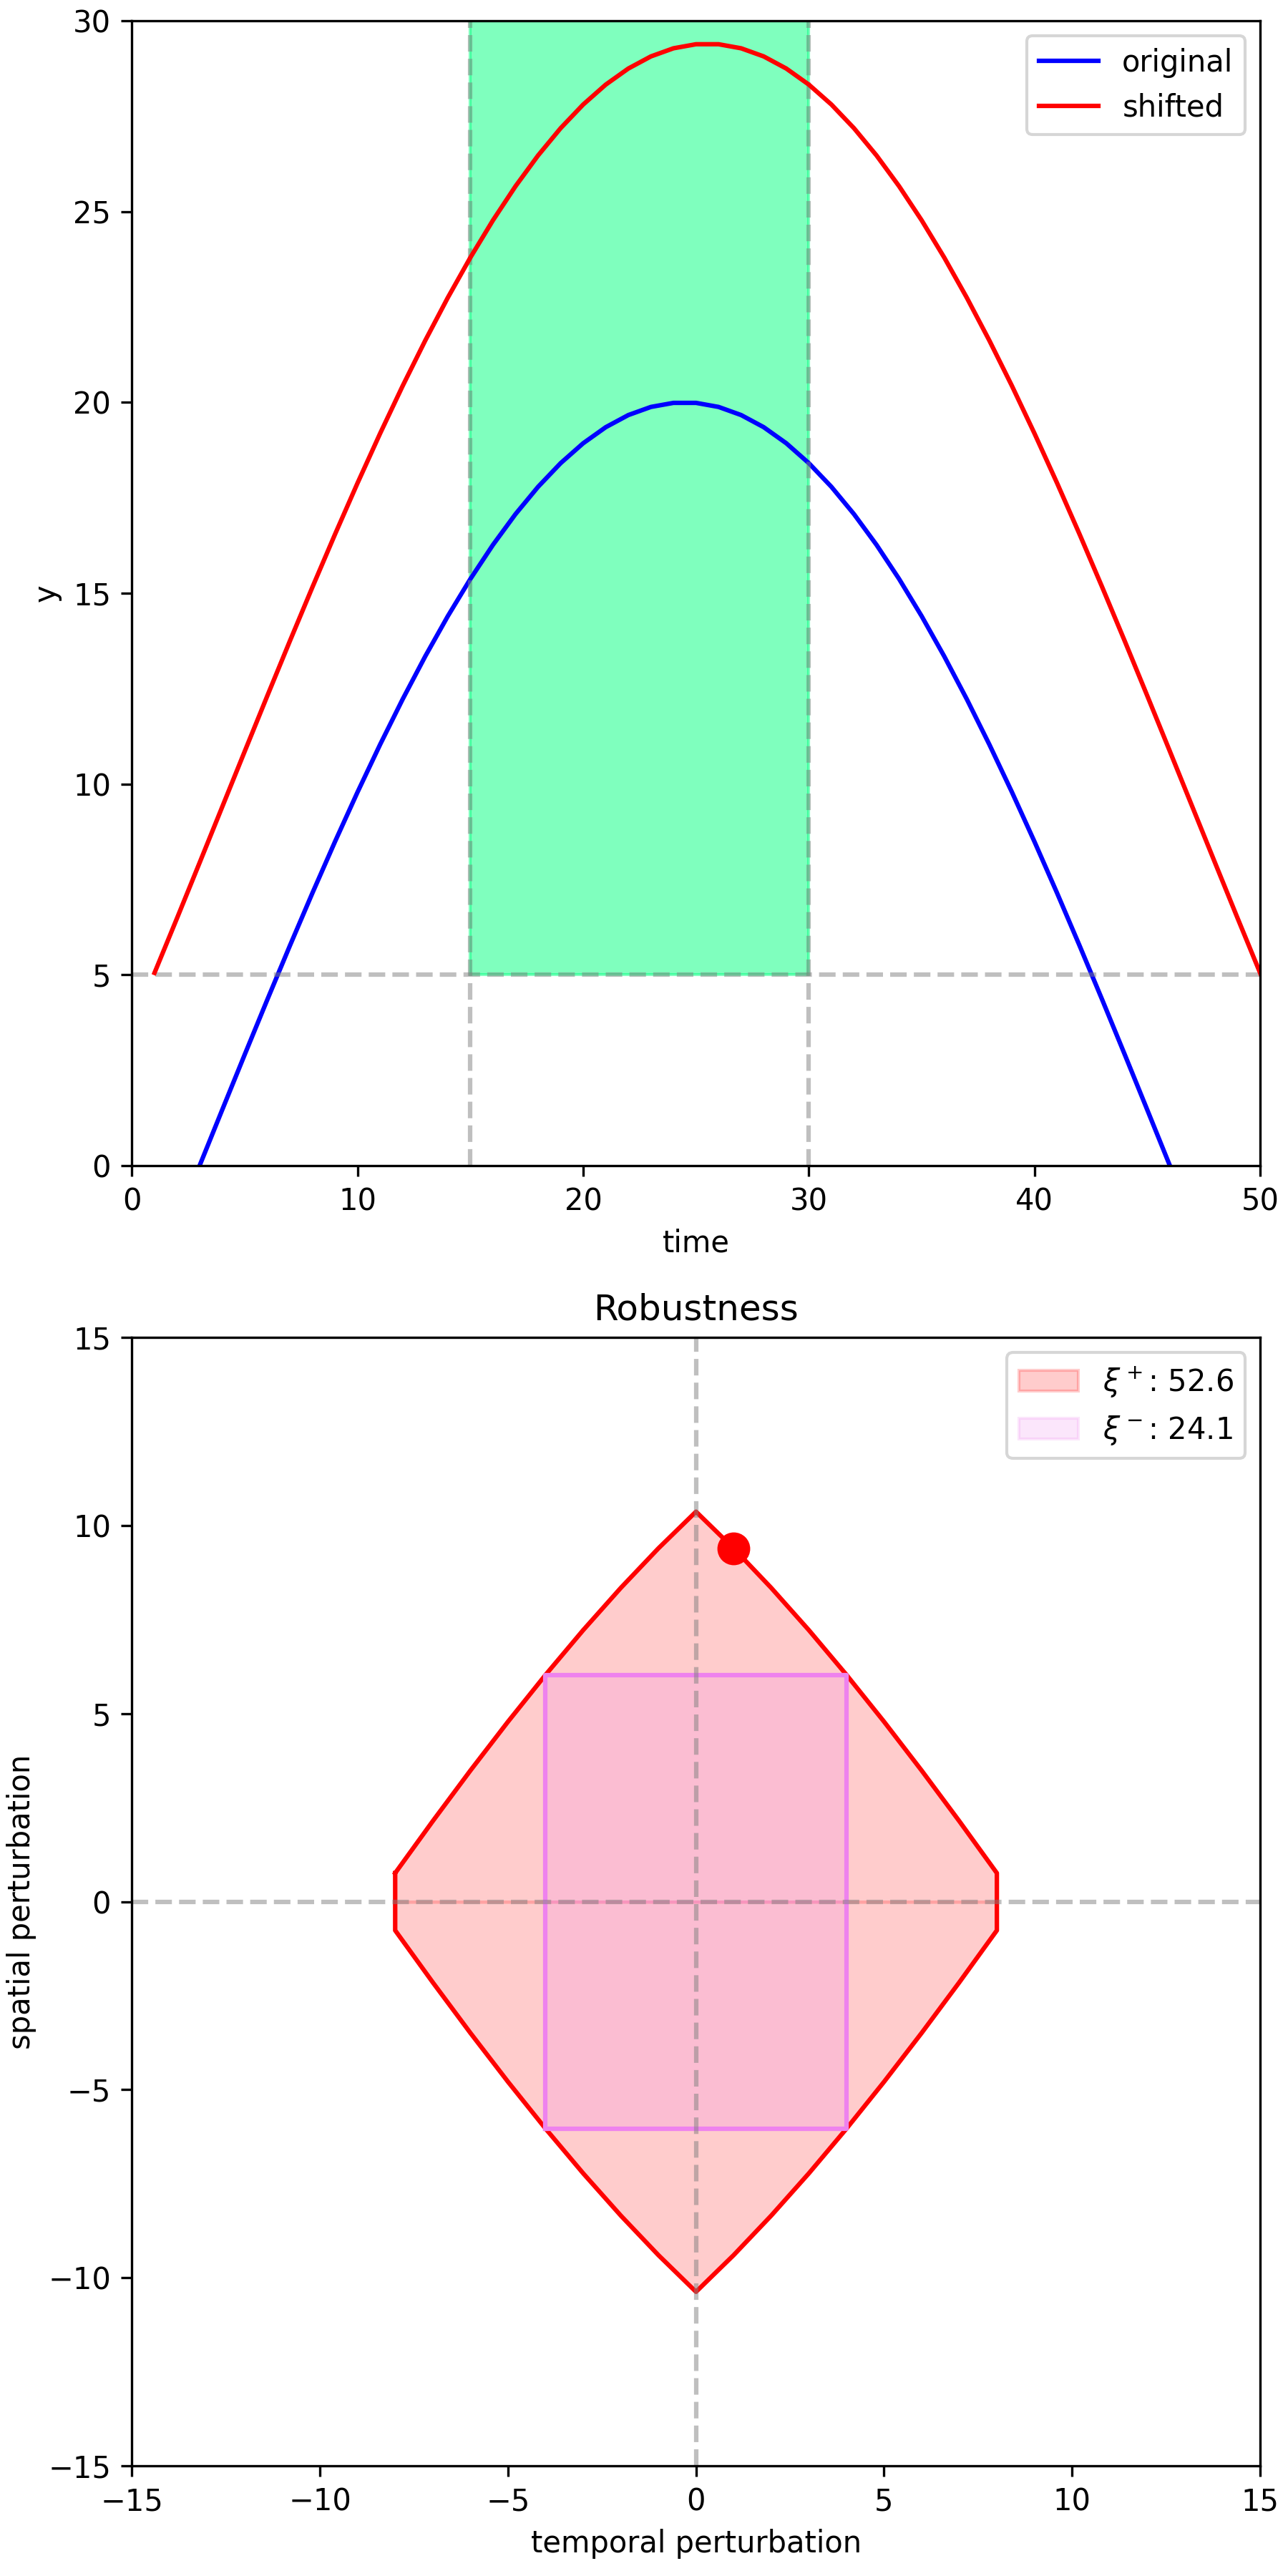 30
25
20
15
10
5
0
y
original
shifted
0 10 20 30 40 50
time
Robustness
15
10
5
0
−5
−10
−15
spatial perturbation
ξ⁺: 52.6
ξ⁻: 24.1
−15 −10 −5 0 5 10 15
temporal perturbation